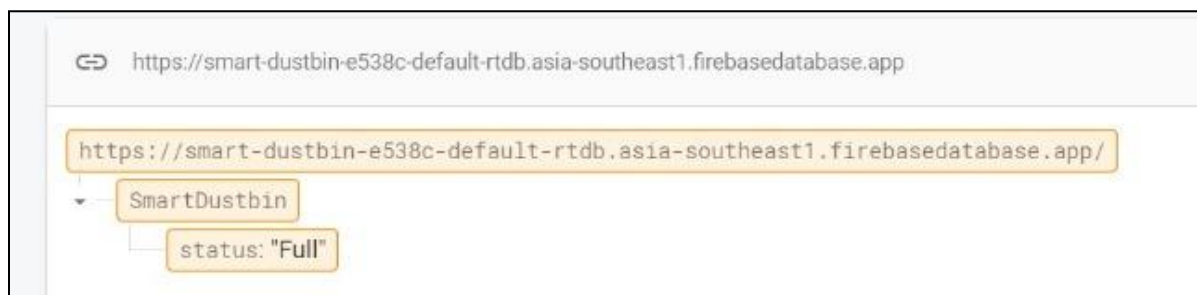 https://smart-dustbin-e538c-default-rtdb.asia-southeast1.firebasedatabase.app
https://smart-dustbin-e538c-default-rtdb.asia-southeast1.firebasedatabase.app/
SmartDustbin
status: "Full"